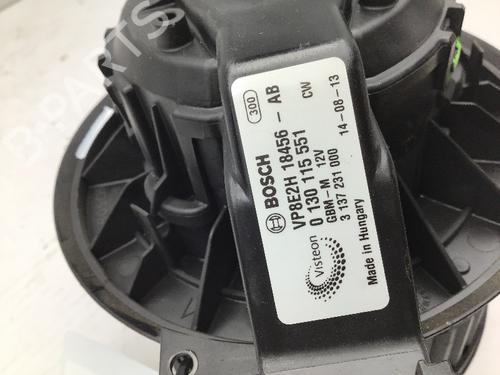 300
BOSCH
VP8E2H 18456 - AB
0 130 115 551 CW
GBM-M 12V
3 137 231 000 14-08-13
Made in Hungary
Visteon
PARTS